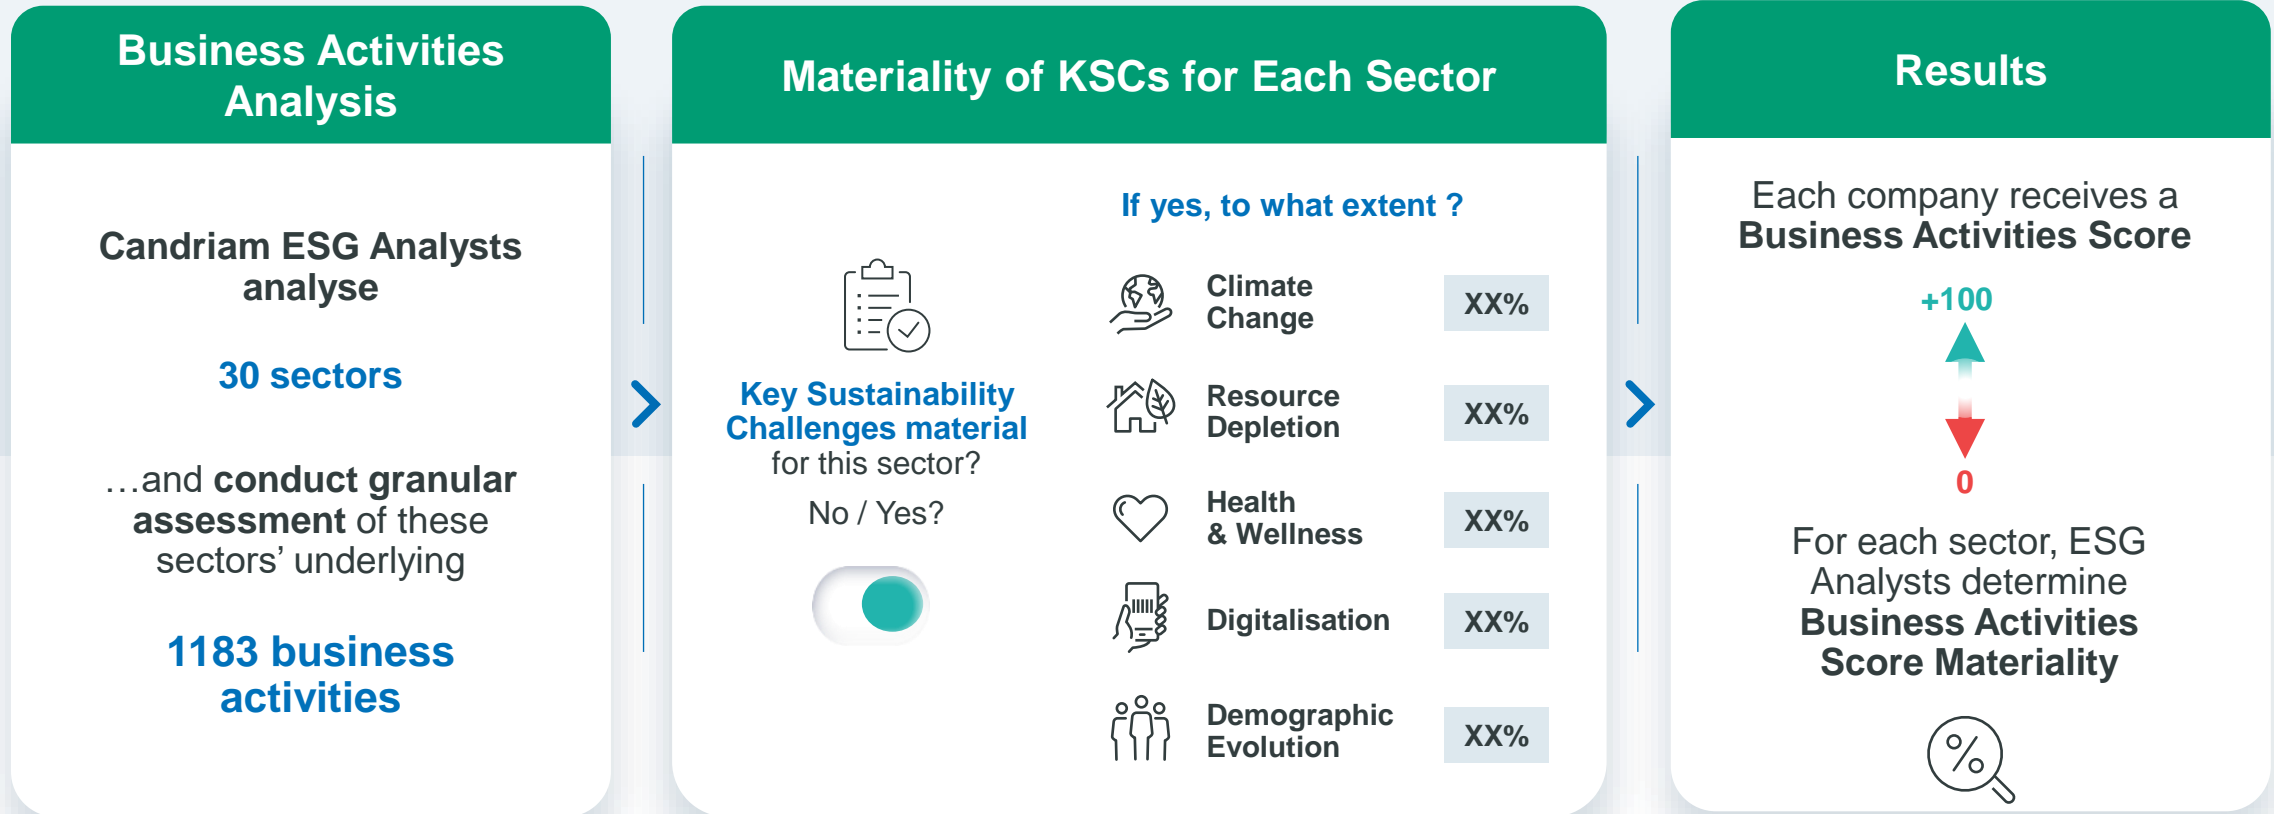 Business Activities
Analysis
Candriam ESG Analysts
analyse
30 sectors
…and conduct granular
assessment of these
sectors’ underlying
1183 business
activities
Materiality of KSCs for Each Sector
Key Sustainability
Challenges material
for this sector?
No / Yes?
If yes, to what extent ?
Climate
Change
XX%
Resource
Depletion
XX%
Health
& Wellness
XX%
Digitalisation
XX%
Demographic
Evolution
XX%
Results
Each company receives a
Business Activities Score
+100
0
For each sector, ESG
Analysts determine
Business Activities
Score Materiality
%